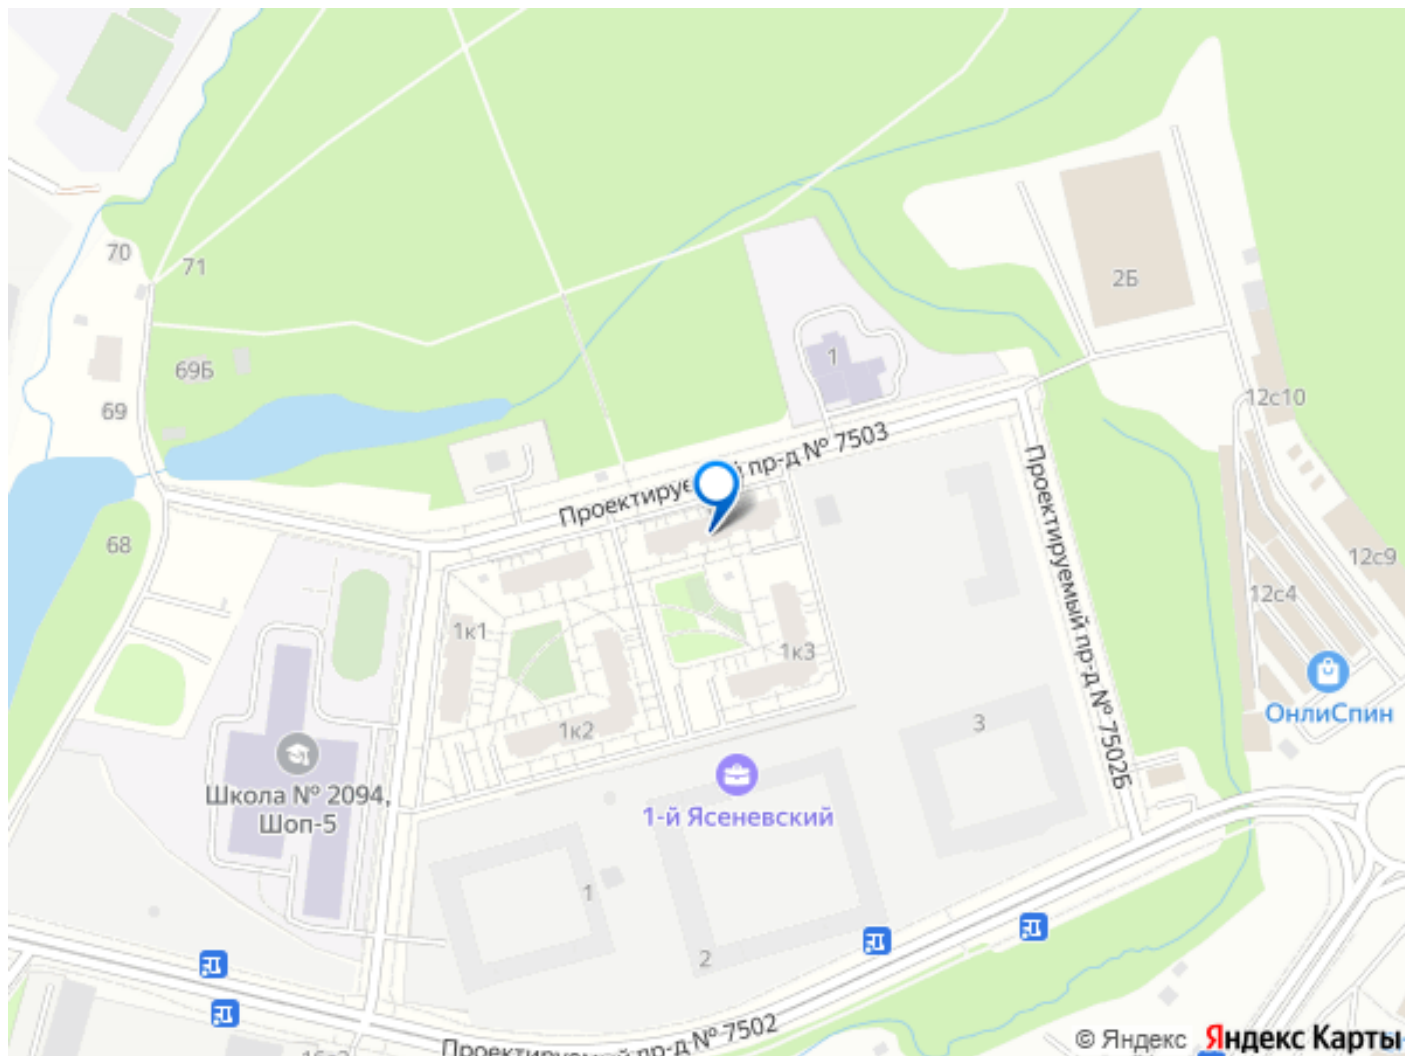 70
71
2Б
1
69Б
12с10
69
Проектируемый пр-д № 7503
Проектируемый пр-д № 7502Б
68
12с9
12с4
1к1
1к3
ОнлиСпин
1к2
3
Школа № 2094,
Шоп-5
1-й Ясеневский
1
2
Проектируемый пр-д № 7502
© Яндекс Яндекс Карты